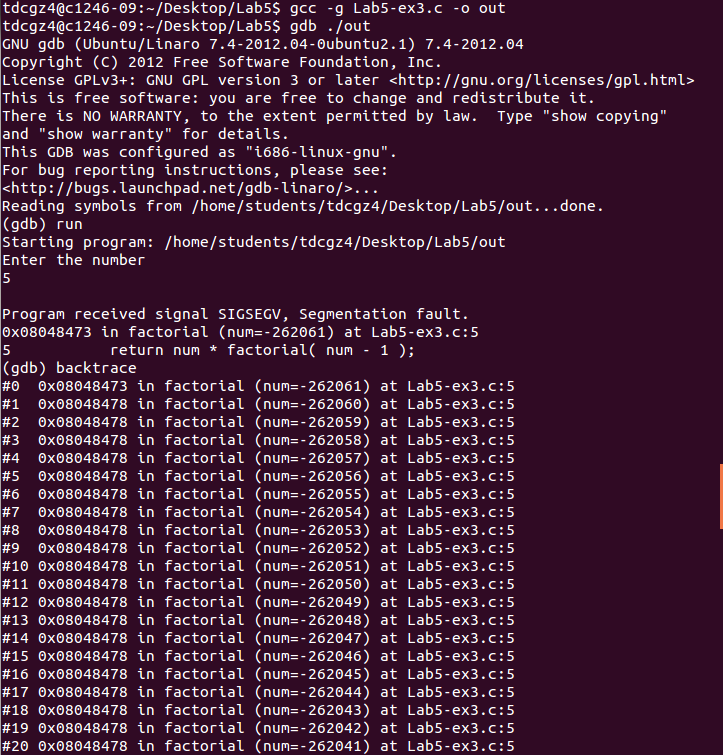 tdcgz4@c1246-09:~/Desktop/Lab5$ gcc -g Lab5-ex3.c -o out
tdcgz4@c1246-09:~/Desktop/Lab5$ gdb ./out
GNU gdb (Ubuntu/Linaro 7.4-2012.04-0ubuntu2.1) 7.4-2012.04
Copyright (C) 2012 Free Software Foundation, Inc.
License GPLv3+: GNU GPL version 3 or later <http://gnu.org/licenses/gpl.html>
This is free software: you are free to change and redistribute it.
There is NO WARRANTY, to the extent permitted by law.  Type "show copying"
and "show warranty" for details.
This GDB was configured as "i686-linux-gnu".
For bug reporting instructions, please see:
<http://bugs.launchpad.net/gdb-linaro/>...
Reading symbols from /home/students/tdcgz4/Desktop/Lab5/out...done.
(gdb) run
Starting program: /home/students/tdcgz4/Desktop/Lab5/out
Enter the number
5
Program received signal SIGSEGV, Segmentation fault.
0x08048473 in factorial (num=-262061) at Lab5-ex3.c:5
5           return num * factorial( num - 1 );
(gdb) backtrace
#0  0x08048473 in factorial (num=-262061) at Lab5-ex3.c:5
#1  0x08048478 in factorial (num=-262060) at Lab5-ex3.c:5
#2  0x08048478 in factorial (num=-262059) at Lab5-ex3.c:5
#3  0x08048478 in factorial (num=-262058) at Lab5-ex3.c:5
#4  0x08048478 in factorial (num=-262057) at Lab5-ex3.c:5
#5  0x08048478 in factorial (num=-262056) at Lab5-ex3.c:5
#6  0x08048478 in factorial (num=-262055) at Lab5-ex3.c:5
#7  0x08048478 in factorial (num=-262054) at Lab5-ex3.c:5
#8  0x08048478 in factorial (num=-262053) at Lab5-ex3.c:5
#9  0x08048478 in factorial (num=-262052) at Lab5-ex3.c:5
#10 0x08048478 in factorial (num=-262051) at Lab5-ex3.c:5
#11 0x08048478 in factorial (num=-262050) at Lab5-ex3.c:5
#12 0x08048478 in factorial (num=-262049) at Lab5-ex3.c:5
#13 0x08048478 in factorial (num=-262048) at Lab5-ex3.c:5
#14 0x08048478 in factorial (num=-262047) at Lab5-ex3.c:5
#15 0x08048478 in factorial (num=-262046) at Lab5-ex3.c:5
#16 0x08048478 in factorial (num=-262045) at Lab5-ex3.c:5
#17 0x08048478 in factorial (num=-262044) at Lab5-ex3.c:5
#18 0x08048478 in factorial (num=-262043) at Lab5-ex3.c:5
#19 0x08048478 in factorial (num=-262042) at Lab5-ex3.c:5
#20 0x08048478 in factorial (num=-262041) at Lab5-ex3.c:5